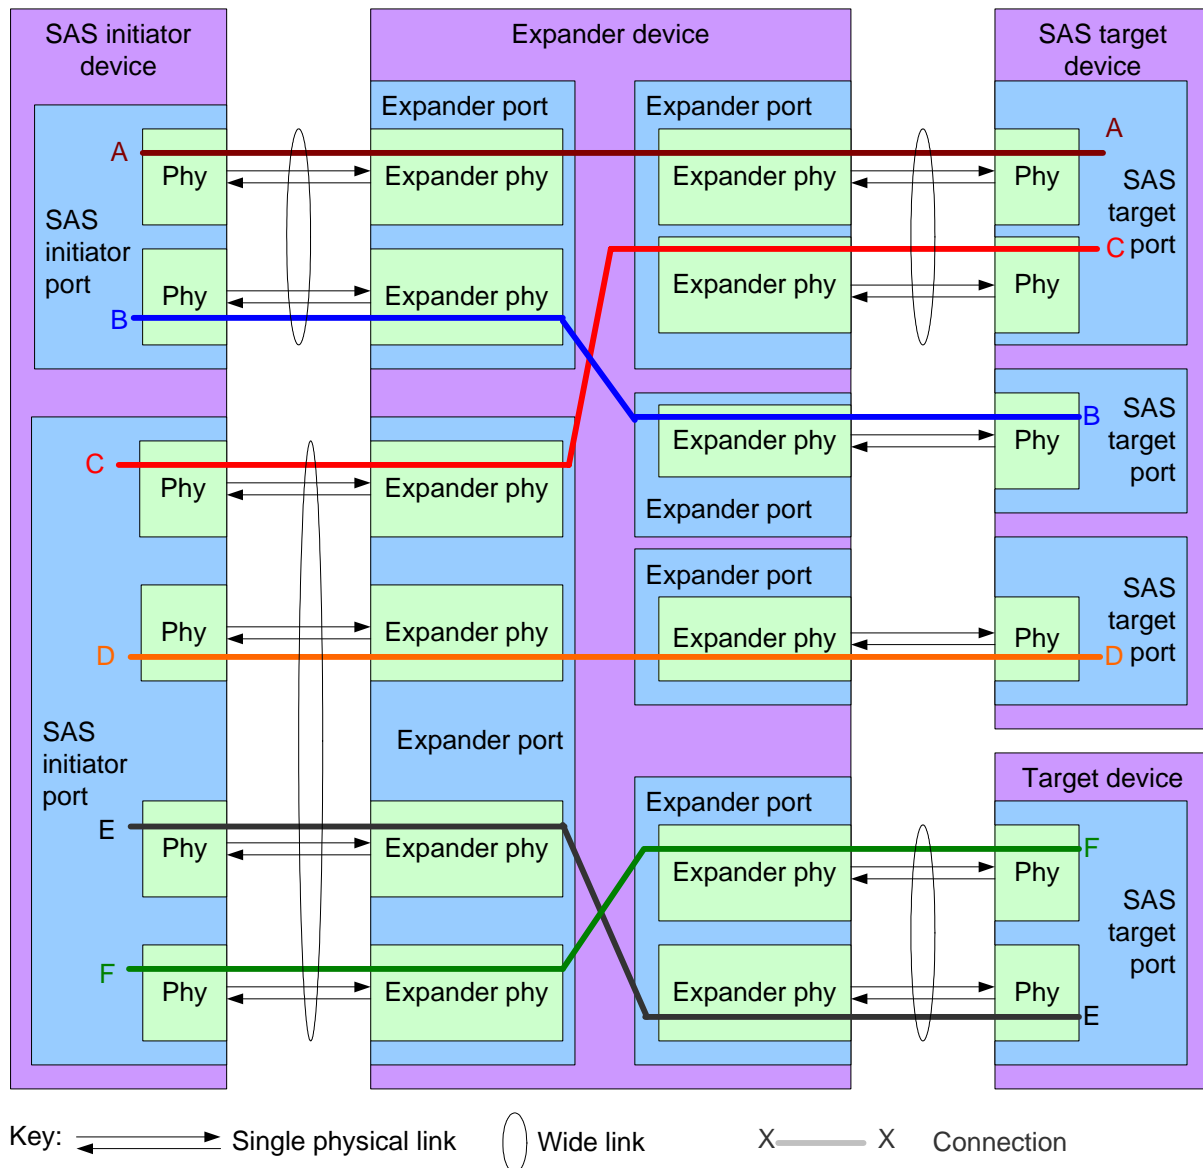 SAS initiator
device
Expander device
SAS target
device
Expander port
Expander port
A
Phy
Expander phy
Expander phy
Phy
A
SAS
target
port
SAS
initiator
port
Phy
Expander phy
Expander phy
Phy
C
B
Expander phy
Phy
B
SAS
target
port
Expander port
C
Phy
Expander phy
Expander port
Phy
Expander phy
Expander phy
Phy
SAS
target
port
D
D
SAS
initiator
port
Expander port
Target device
Expander port
E
Phy
Expander phy
Expander phy
Phy
F
SAS
target
port
F
Phy
Expander phy
Expander phy
Phy
E
Key:
Single physical link
Wide link
X
X
Connection